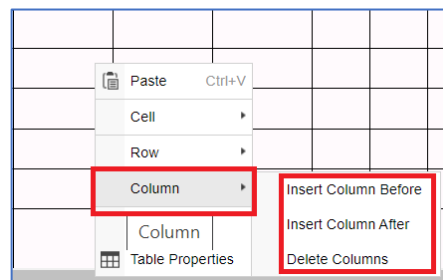 Paste Ctrl+V
Cell
Row
Column
Insert Column Before
Insert Column After
Column
Table Properties
Delete Columns